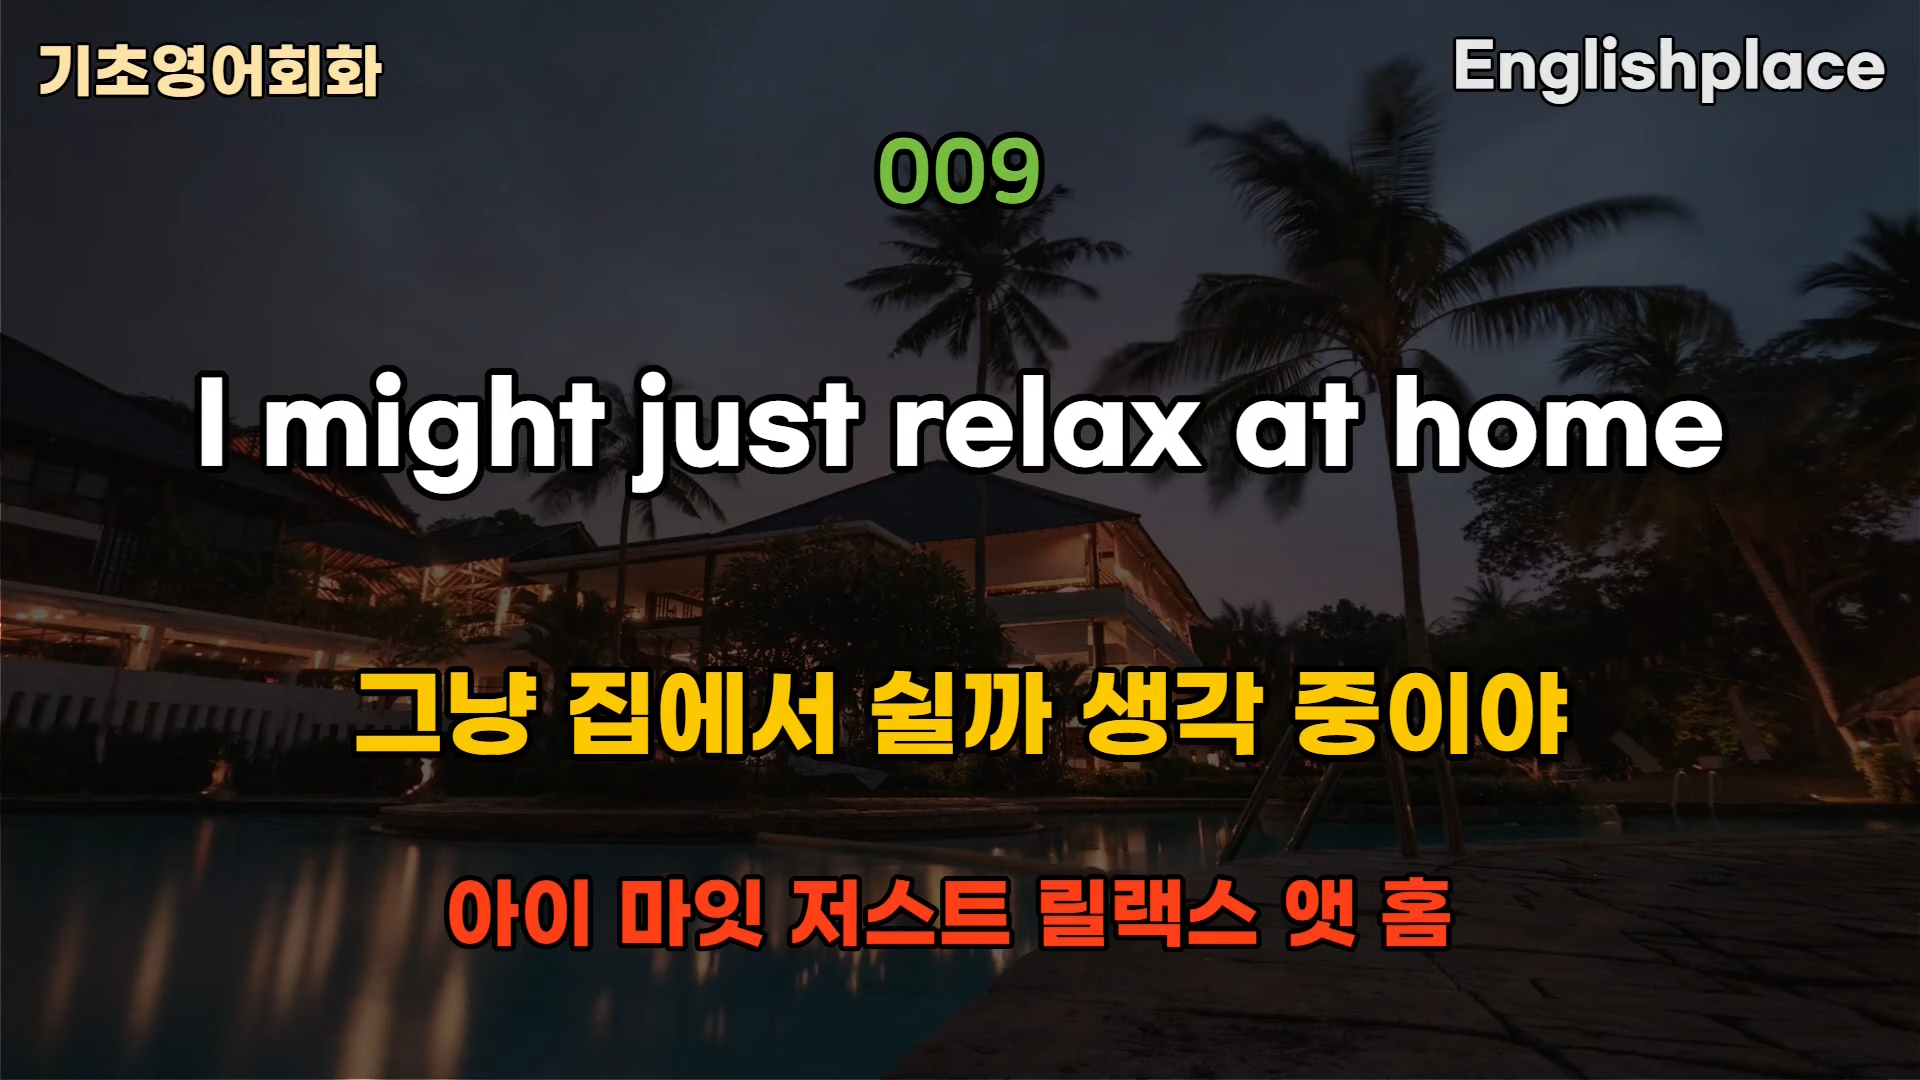 기초영어회화
Englishplace
009
I might just relax at home
그냥 집에서 쉴까 생각 중이야
아이 마잇 저스트 릴랙스 앳 홈